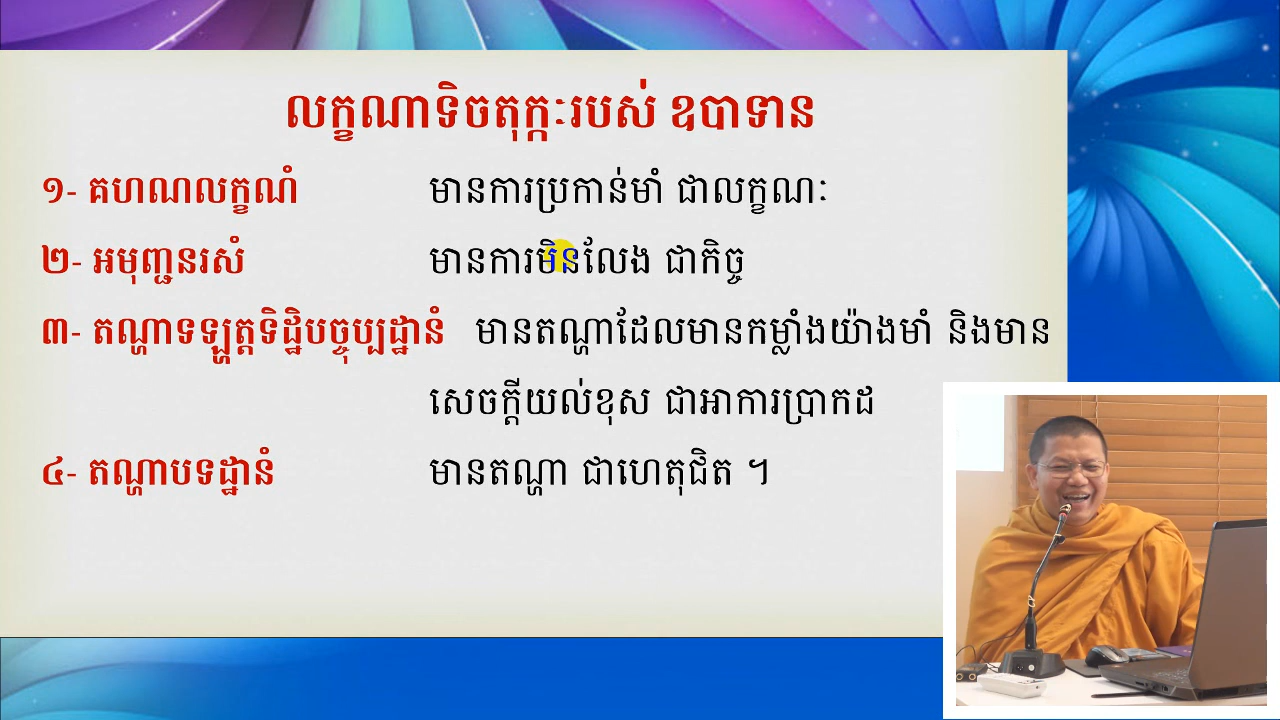 លក្ខណាទិចតុក្កៈរបស់ ឧបាទាន
១- គហណលក្ខណំ មានការប្រកាន់មាំ ជាលក្ខណៈ
២- អមុញ្ជនរសំ មានការមិនលែង ជាកិច្ច
៣- តណ្ហាទឡ្ហត្តទិដ្ឋិបច្ចុប្បដ្ឋានំ មានតណ្ហាដែលមានកម្លាំងយ៉ាងមាំ និងមាន
សេចក្តីយល់ខុស ជាអាការប្រាកដ
៤- តណ្ហាបទដ្ឋានំ មានតណ្ហា ជាហេតុជិត ។